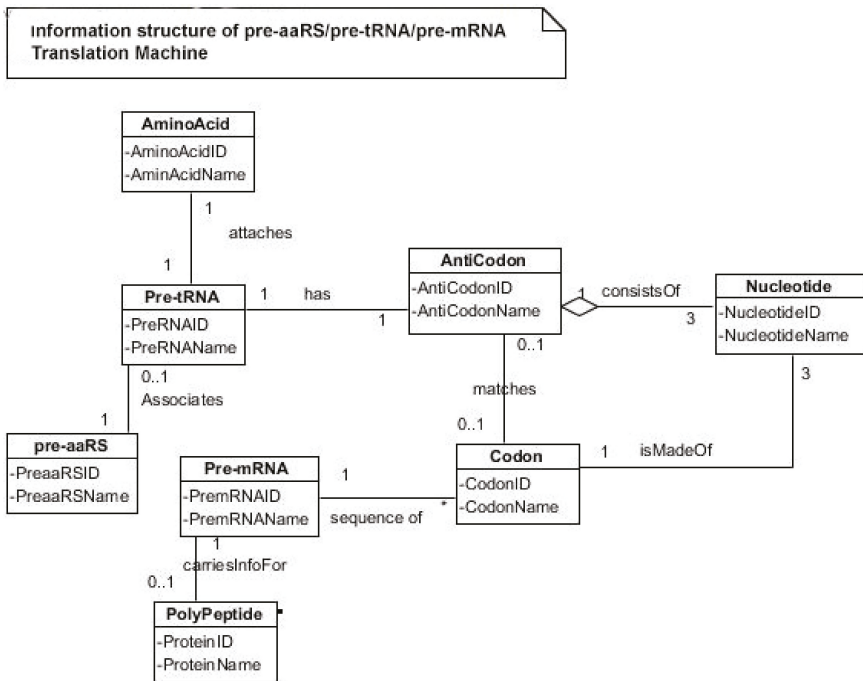 Information structure of pre-aaRS/pre-tRNA/pre-mRNA
Translation Machine
AminoAcid
-AminoAcidID
-AminAcidName
1
attaches
1
Pre-tRNA
-PreRNAID
-PreRNAName
1
has
1
AntiCodon
-AntiCodonID
-AntiCodonName
1
consistsOf
3
Nucleotide
-NucleotideID
-NucleotideName
0..1
Associates
1
pre-aaRS
-PreaaRSID
-PreaaRSName
0..1
matches
0..1
3
Pre-mRNA
-PremRNAID
-PremRNAName
1
sequence of
*
Codon
-CodonID
-CodonName
1
isMadeOf
1
carriesInfoFor
0..1
PolyPeptide
-ProteinID
-ProteinName